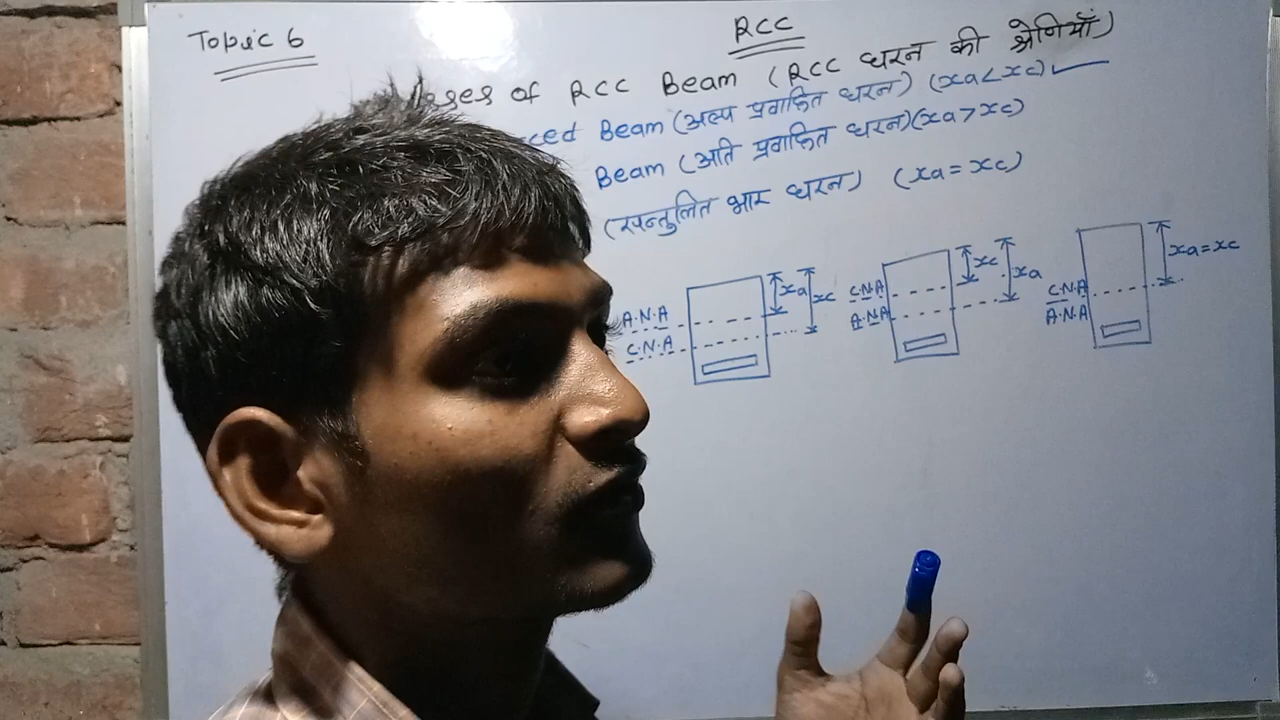 Topic 6
RCC
of RCC Beam (RCC धरन की श्रेणियाँ)
ced Beam (अल्प प्रवलित धरन) (xa<xc)
Beam (अति प्रवलित धरन) (xa>xc)
(सन्तुलित भार धरन) (xa=xc)
A.N.A
C.N.A
xa
xc
C.N.A
A.N.A
xc
xa
C.N.A
A.N.A
xa=xc